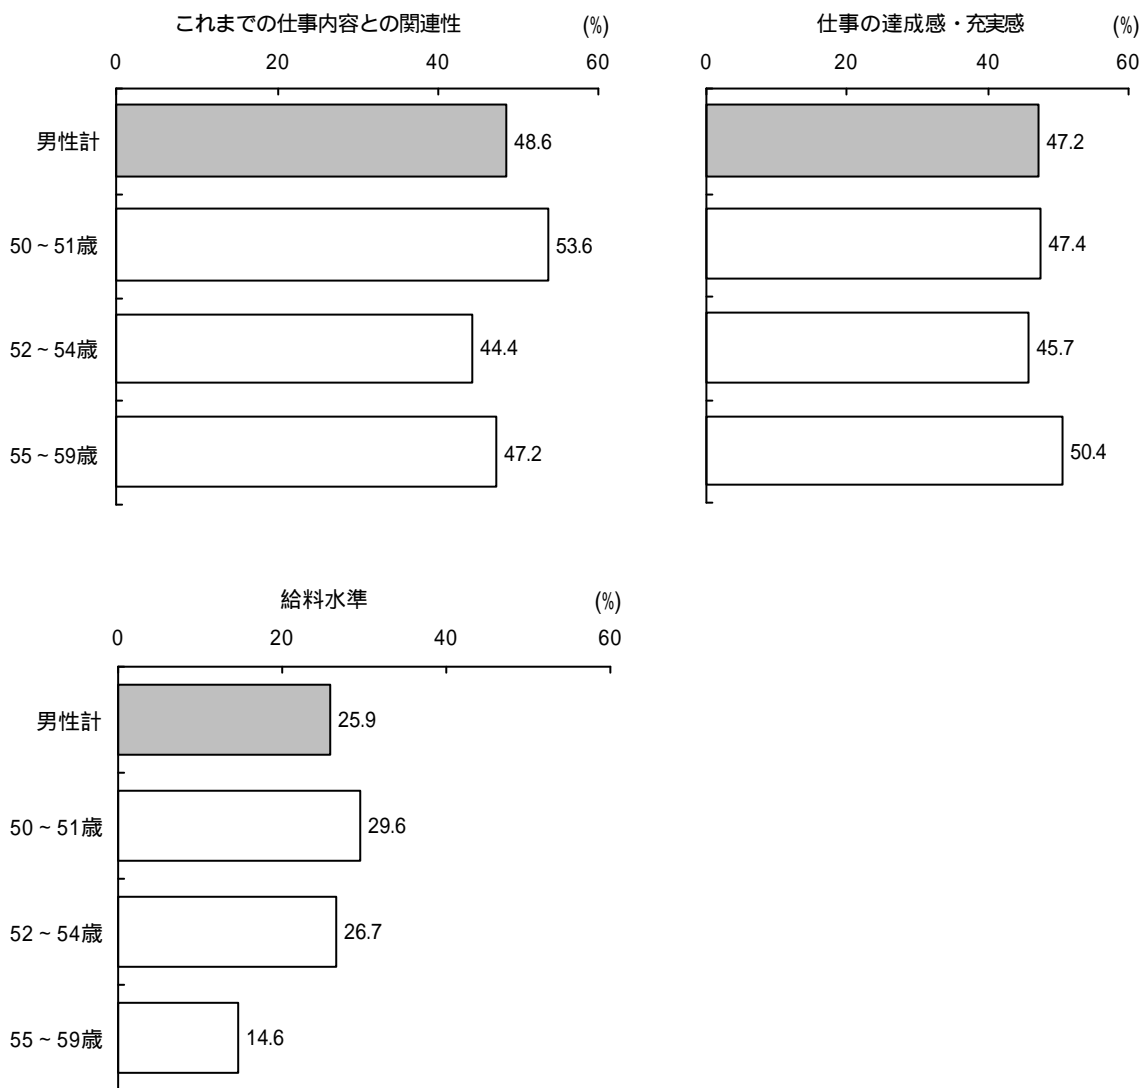 これまでの仕事内容との関連性 (%)
0 20 40 60
男性計 48.6
50~51歳 53.6
52~54歳 44.4
55~59歳 47.2
仕事の達成感・充実感 (%)
0 20 40 60
47.2
47.4
45.7
50.4
給料水準 (%)
0 20 40 60
男性計 25.9
50~51歳 29.6
52~54歳 26.7
55~59歳 14.6